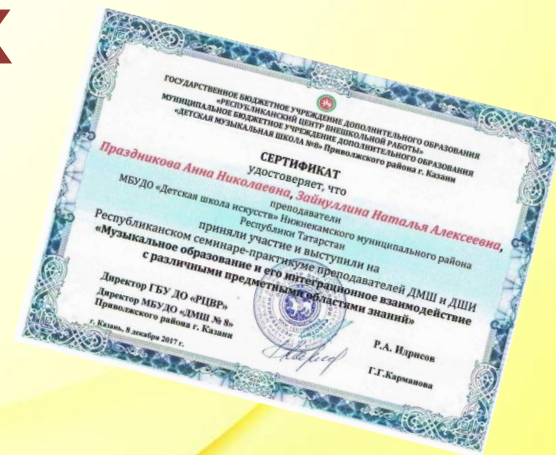 ГОСУДАРСТВЕННОЕ БЮДЖЕТНОЕ УЧРЕЖДЕНИЕ ДОПОЛНИТЕЛЬНОГО ОБРАЗОВАНИЯ
«РЕСПУБЛИКАНСКИЙ ЦЕНТР ВНЕШКОЛЬНОЙ РАБОТЫ»
МУНИЦИПАЛЬНОЕ БЮДЖЕТНОЕ УЧРЕЖДЕНИЕ ДОПОЛНИТЕЛЬНОГО ОБРАЗОВАНИЯ
«ДЕТСКАЯ МУЗЫКАЛЬНАЯ ШКОЛА №8» Приволжского района г. Казани
СЕРТИФИКАТ
удостоверяет, что
Праздникова Анна Николаевна, Зайнуллина Наталья Алексеевна,
преподаватели
МБУДО «Детская школа искусств» Нижнекамского муниципального района
Республики Татарстан
приняли участие и выступили на
Республиканском семинаре-практикуме преподавателей ДМШ и ДШИ
«Музыкальное образование и его интеграционное взаимодействие
с различными предметными областями знаний»
Директор ГБУ ДО «РЦВР» Р.А. Идрисов
Директор МБУДО «ДМШ № 8»
Приволжского района г. Казани Г.Г.Карманова
г. Казань, 8 декабря 2017 г.